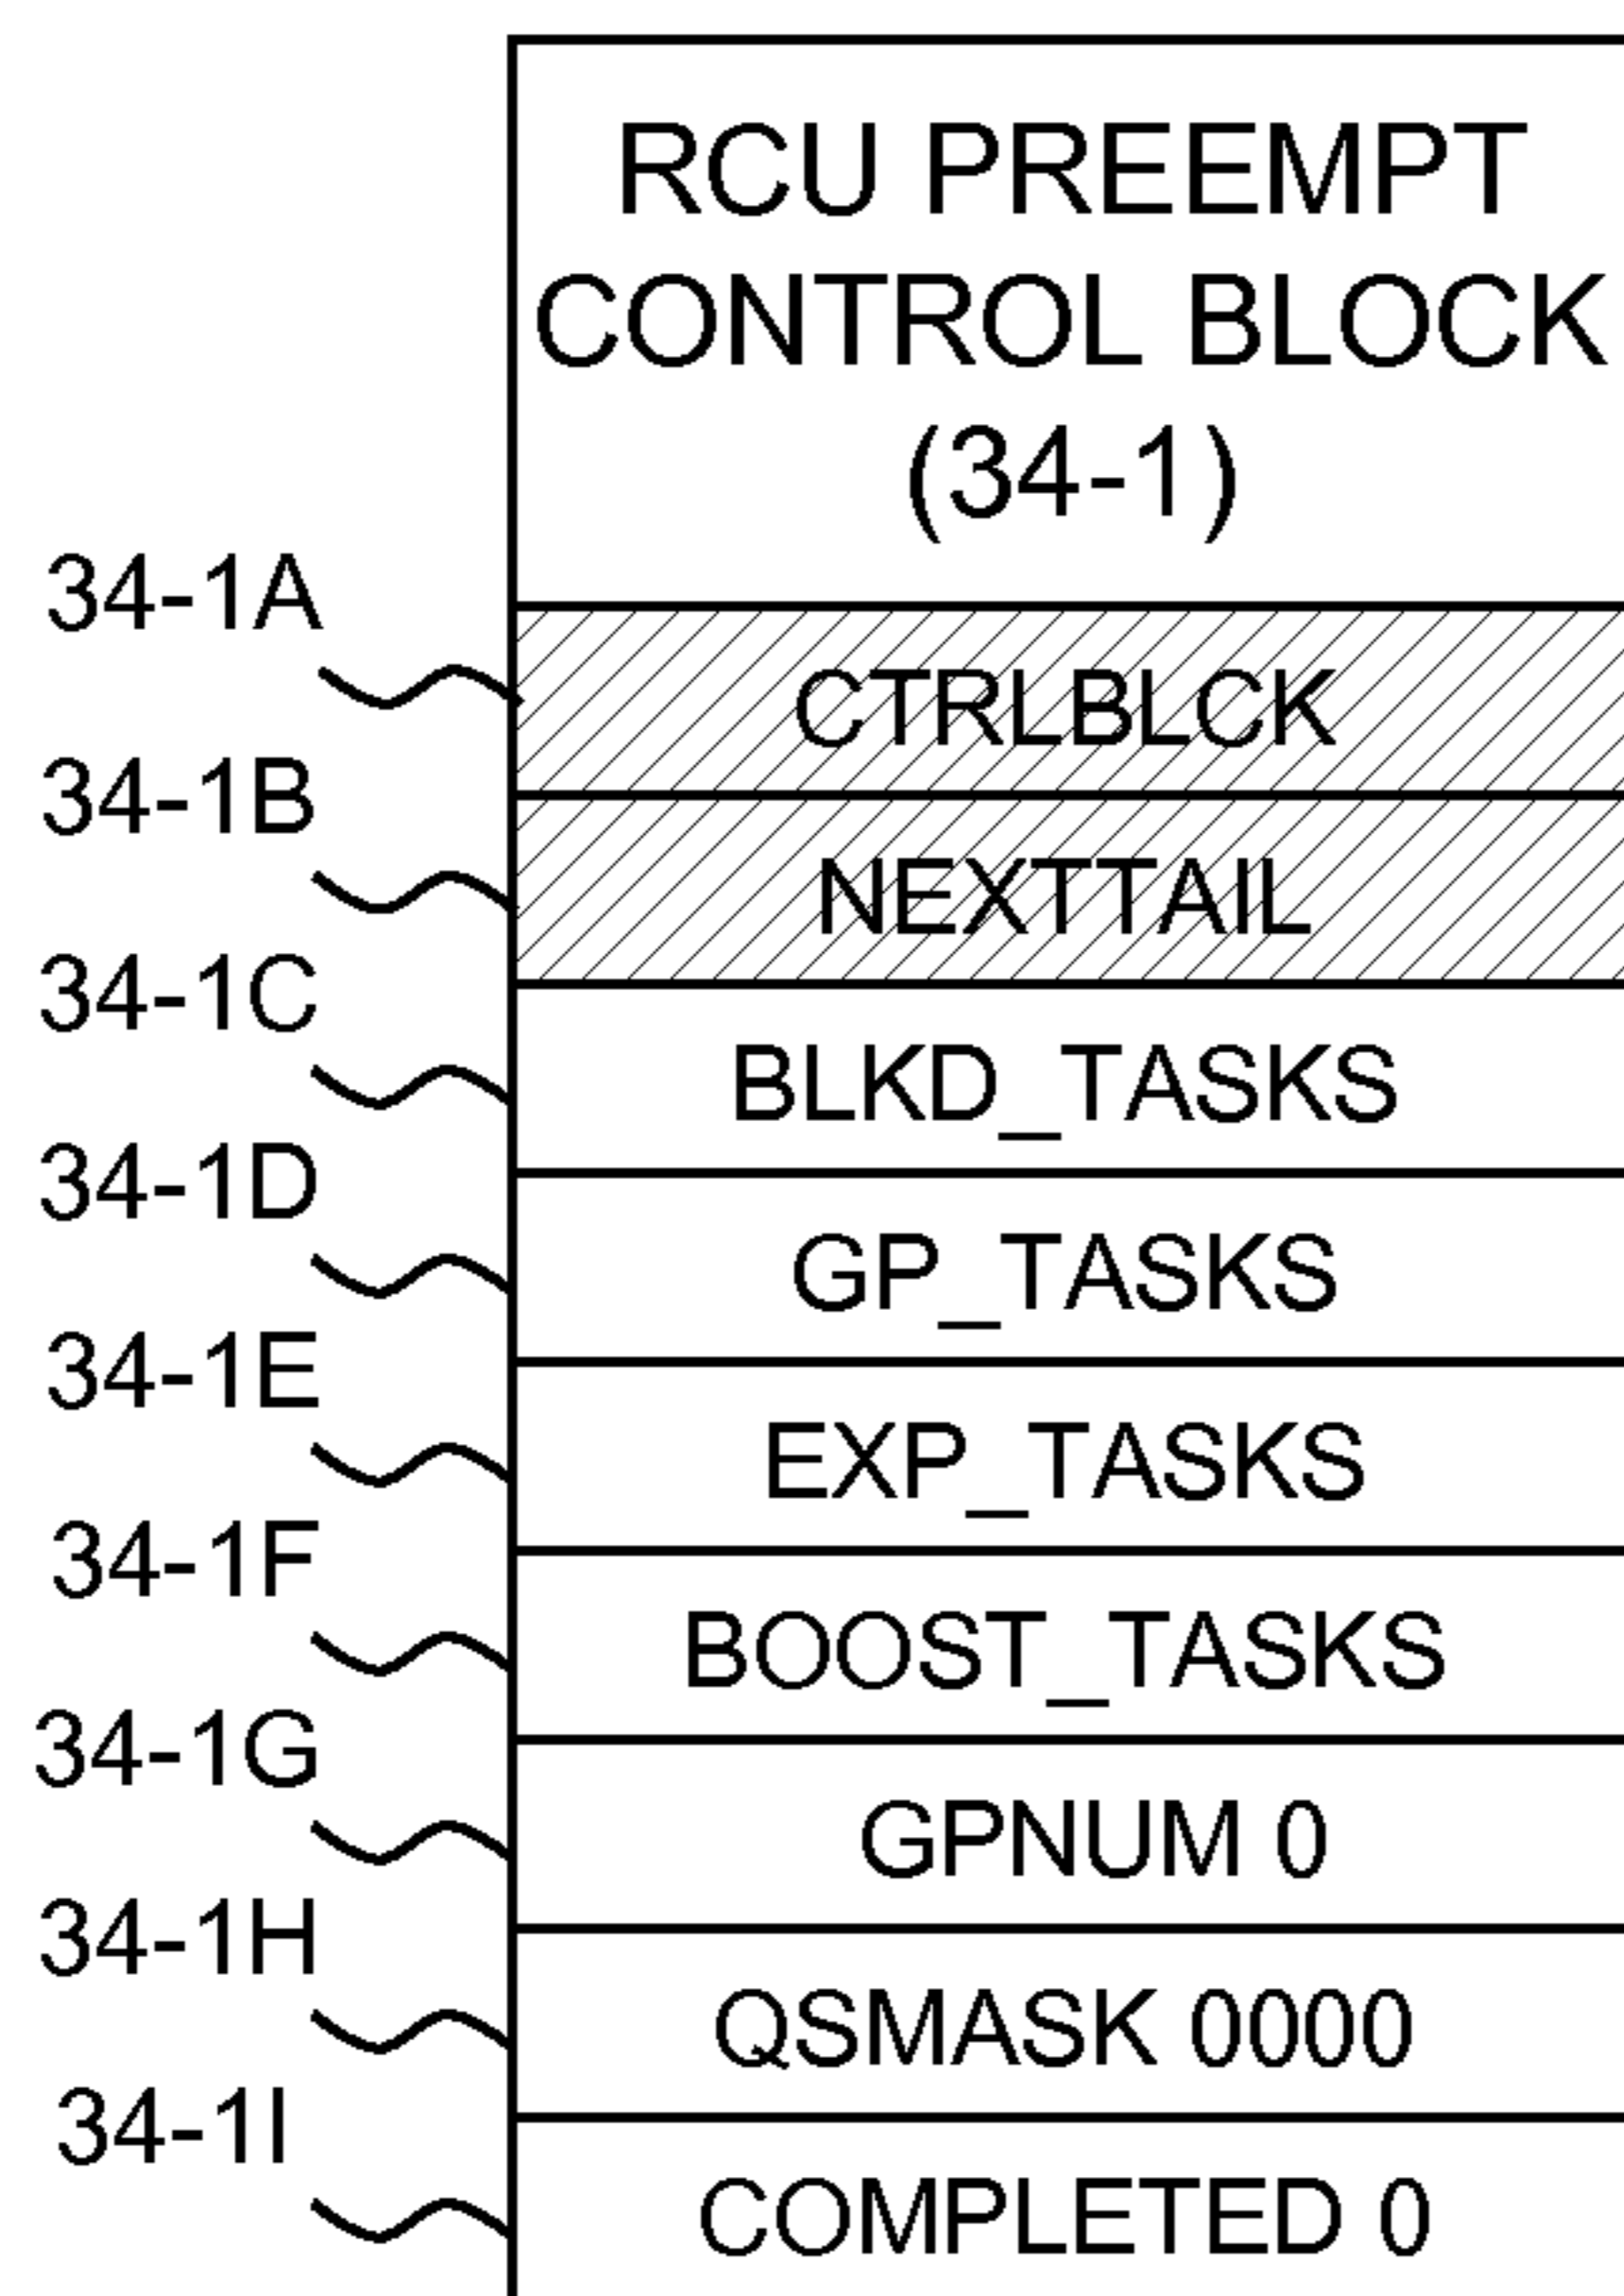 RCU PREEMPT
CONTROL BLOCK
(34-1)
34-1A
CTRLBLCK
34-1B
NEXTTAIL
34-1C
BLKD_TASKS
34-1D
GP_TASKS
34-1E
EXP_TASKS
34-1F
BOOST_TASKS
34-1G
GPNUM 0
34-1H
QSMASK 0000
34-1I
COMPLETED 0